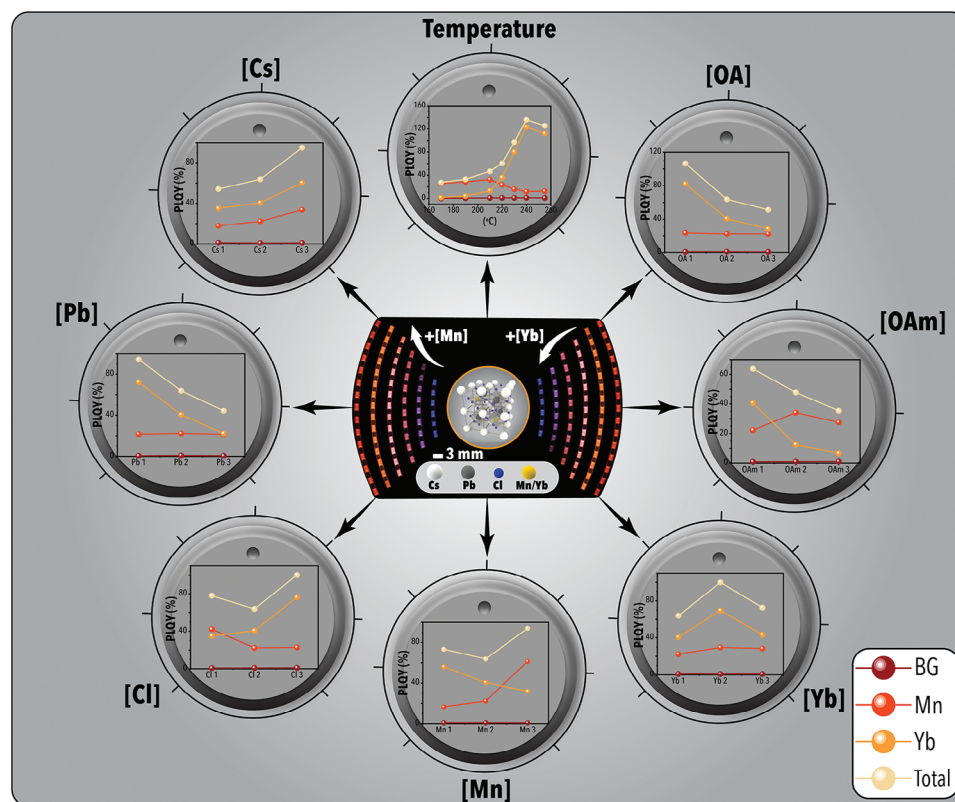 Temperature
PLQY (%)
160
120
80
40
0
160 180 200 220 240 260
(°C)
[Cs]
PLQY (%)
80
40
0
Cs 1 Cs 2 Cs 3
[OA]
PLQY (%)
120
80
40
0
OA 1 OA 2 OA 3
[Pb]
PLQY (%)
80
40
0
Pb 1 Pb 2 Pb 3
+[Mn] +[Yb]
3 mm
Cs Pb Cl Mn/Yb
[OAm]
PLQY (%)
60
40
20
0
OAm 1 OAm 2 OAm 3
[Cl]
PLQY (%)
80
40
0
Cl 1 Cl 2 Cl 3
[Mn]
PLQY (%)
80
40
0
Mn 1 Mn 2 Mn 3
[Yb]
PLQY (%)
80
40
0
Yb 1 Yb 2 Yb 3
BG
Mn
Yb
Total